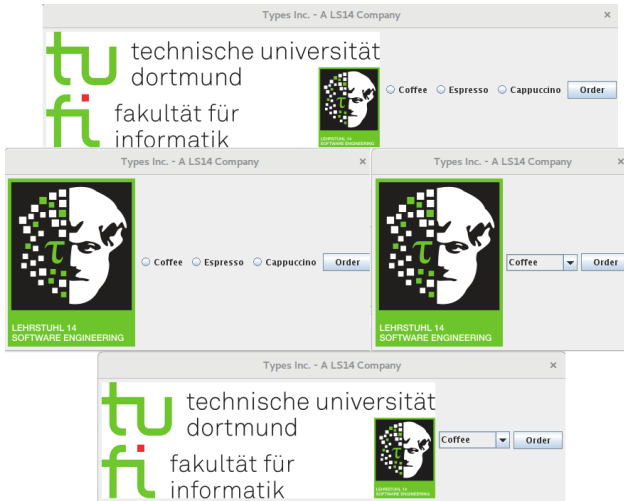 Types Inc. - A LS14 Company ×
technische universität
dortmund
fakultät für
informatik
τ
LEHRSTUHL 14
SOFTWARE ENGINEERING
Coffee Espresso Cappuccino Order
Types Inc. - A LS14 Company ×
τ
LEHRSTUHL 14
SOFTWARE ENGINEERING
Coffee Espresso Cappuccino Order
Types Inc. - A LS14 Company ×
τ
LEHRSTUHL 14
SOFTWARE ENGINEERING
Coffee Order
Types Inc. - A LS14 Company ×
technische universität
dortmund
fakultät für
informatik
τ
LEHRSTUHL 14
SOFTWARE ENGINEERING
Coffee Order